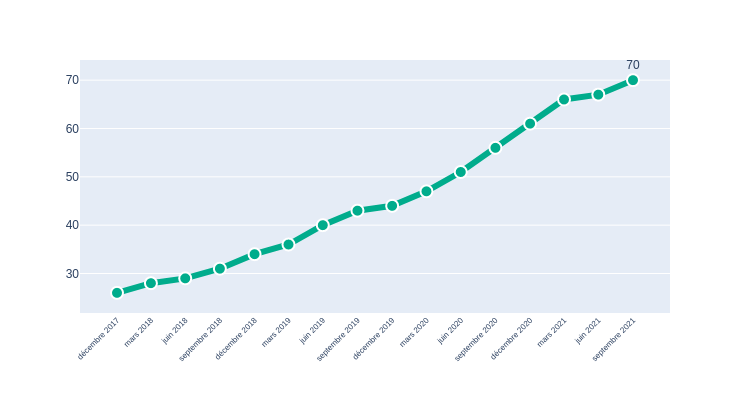 70
70
60
50
40
30
décembre 2017
mars 2018
juin 2018
septembre 2018
décembre 2018
mars 2019
juin 2019
septembre 2019
décembre 2019
mars 2020
juin 2020
septembre 2020
décembre 2020
mars 2021
juin 2021
septembre 2021